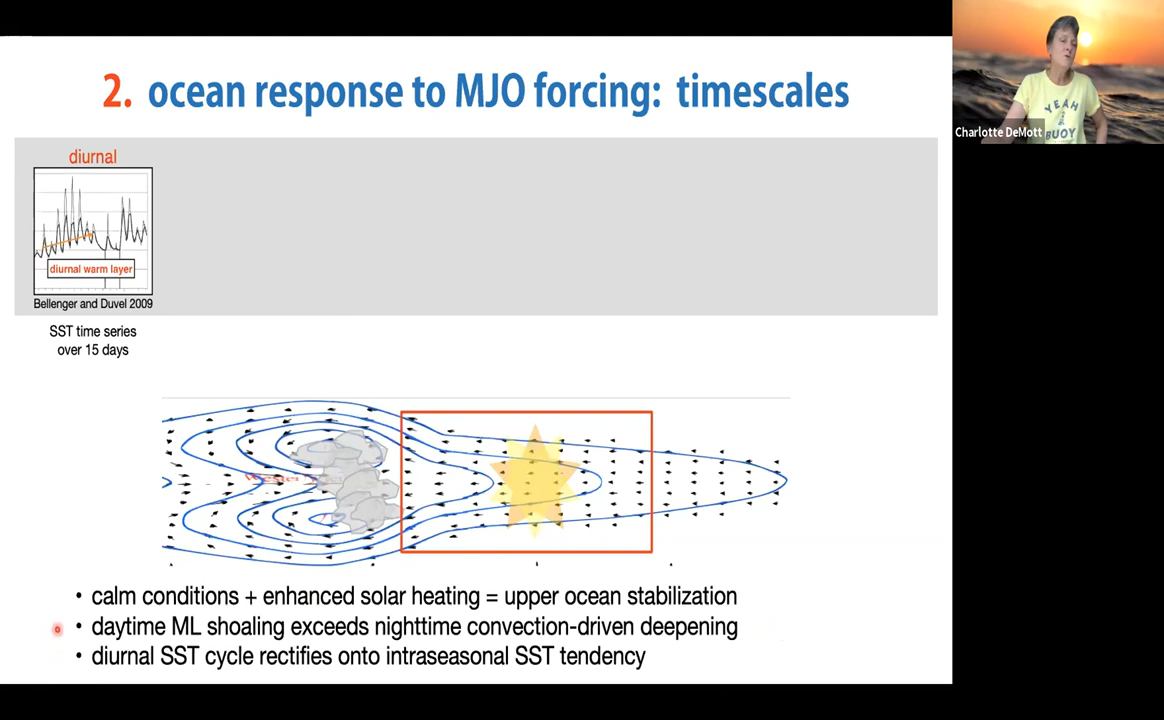 2. ocean response to MJO forcing: timescales
diurnal
diurnal warm layer
Bellenger and Duvel 2009
SST time series
over 15 days
• calm conditions + enhanced solar heating = upper ocean stabilization
• daytime ML shoaling exceeds nighttime convection-driven deepening
• diurnal SST cycle rectifies onto intraseasonal SST tendency
YEAH
BUOY
Charlotte DeMott